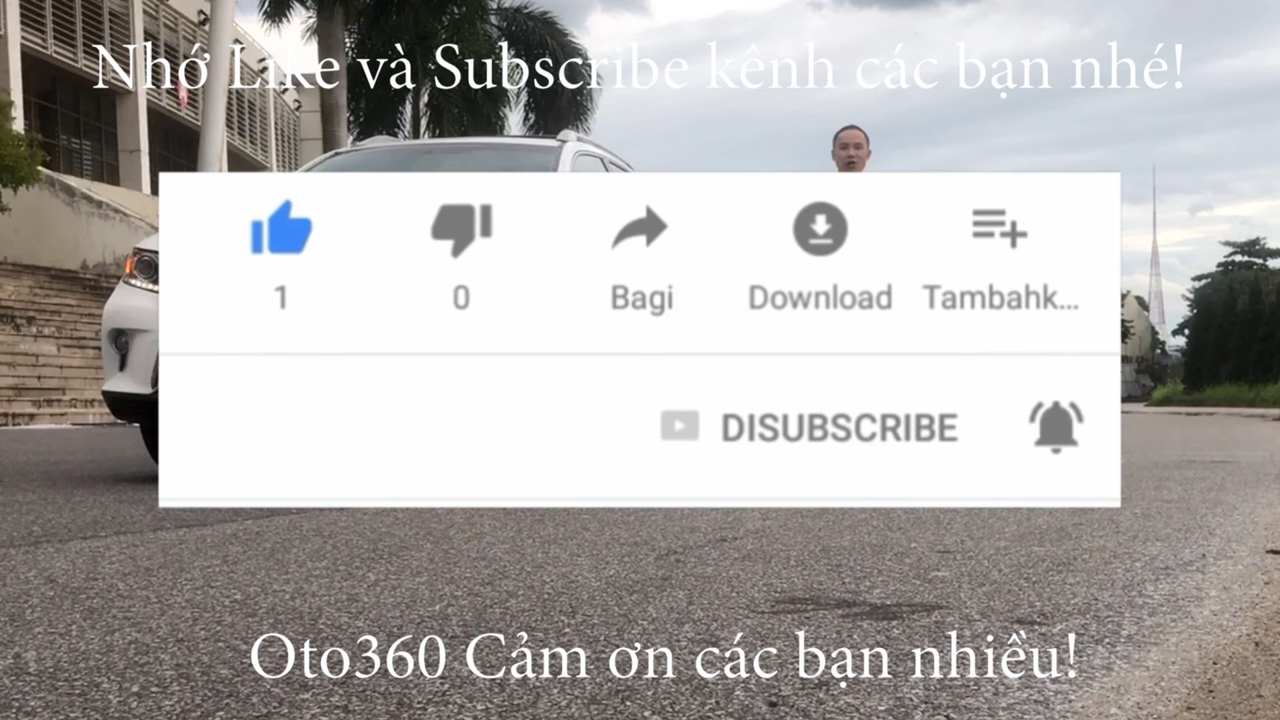 Nhớ Like và Subscribe kênh các bạn nhé!
1
0
Bagi
Download
Tambahk...
DISUBSCRIBE
Oto360 Cảm ơn các bạn nhiều!